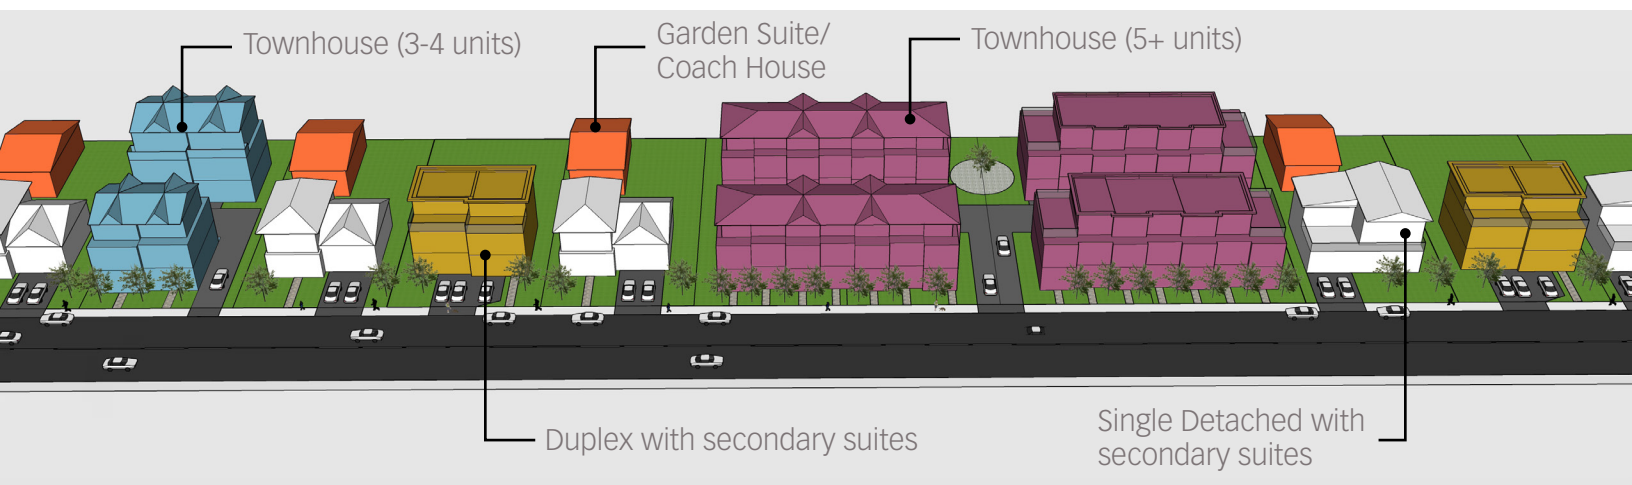 Townhouse (3-4 units)
Garden Suite/
Coach House
Townhouse (5+ units)
Duplex with secondary suites
Single Detached with
secondary suites